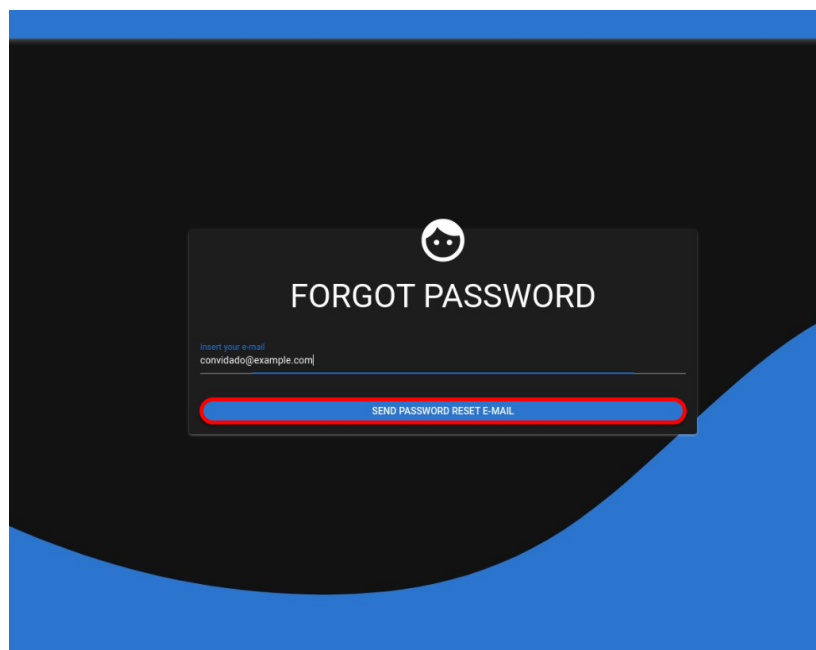 FORGOT PASSWORD
Insert your e-mail
convidado@example.com
SEND PASSWORD RESET E-MAIL